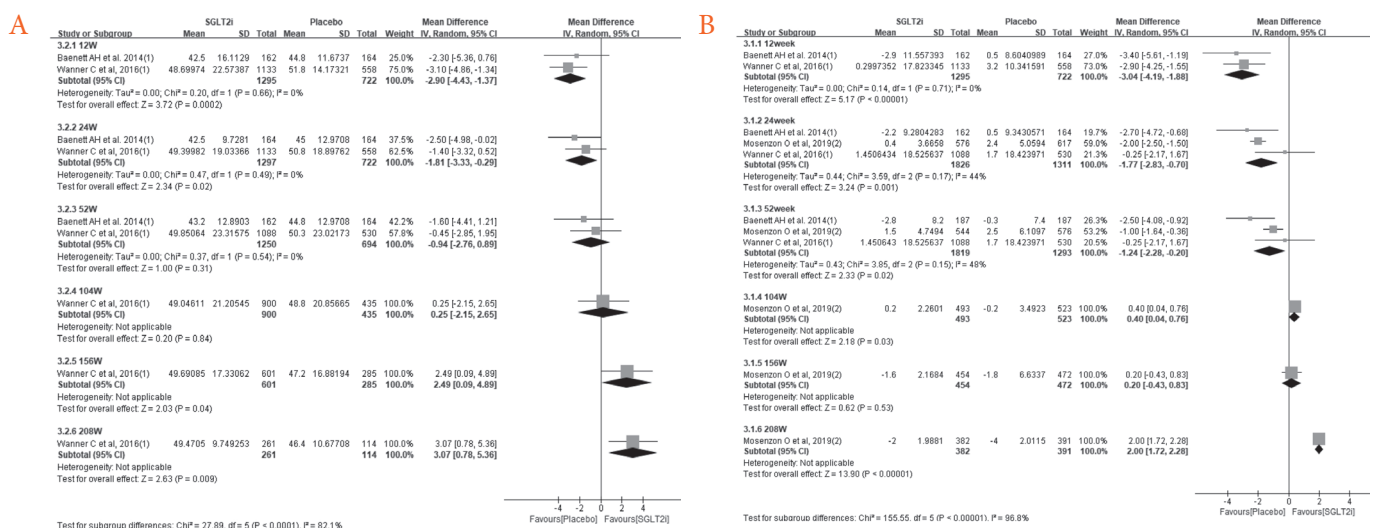 A
SGLT2i Placebo Mean Difference Mean Difference
Study or Subgroup Mean SD Total Mean SD Total Weight IV, Random, 95% CI IV, Random, 95% CI
3.2.1 12W
Baenett AH et al. 2014(1) 42.5 16.1129 162 44.8 11.6737 164 25.0% -2.30 [-5.36, 0.76]
Wanner C et al, 2016(1) 48.69974 22.57387 1133 51.8 14.17321 558 75.0% -3.10 [-4.86, -1.34]
Subtotal (95% CI) 1295 722 100.0% -2.90 [-4.43, -1.37]
Heterogeneity: Tau² = 0.00; Chi² = 0.20, df = 1 (P = 0.66); I² = 0%
Test for overall effect: Z = 3.72 (P = 0.0002)
3.2.2 24W
Baenett AH et al. 2014(1) 42.5 9.7281 164 45 12.9708 164 37.5% -2.50 [-4.98, -0.02]
Wanner C et al, 2016(1) 49.39982 19.03366 1133 50.8 18.89762 558 62.5% -1.40 [-3.32, 0.52]
Subtotal (95% CI) 1297 722 100.0% -1.81 [-3.33, -0.29]
Heterogeneity: Tau² = 0.00; Chi² = 0.47, df = 1 (P = 0.49); I² = 0%
Test for overall effect: Z = 2.34 (P = 0.02)
3.2.3 52W
Baenett AH et al. 2014(1) 43.2 12.8903 162 44.8 12.9708 164 42.2% -1.60 [-4.41, 1.21]
Wanner C et al, 2016(1) 49.85064 23.31575 1088 50.3 23.02173 530 57.8% -0.45 [-2.85, 1.95]
Subtotal (95% CI) 1250 694 100.0% -0.94 [-2.76, 0.89]
Heterogeneity: Tau² = 0.00; Chi² = 0.37, df = 1 (P = 0.54); I² = 0%
Test for overall effect: Z = 1.00 (P = 0.31)
3.2.4 104W
Wanner C et al, 2016(1) 49.04611 21.20545 900 48.8 20.85665 435 100.0% 0.25 [-2.15, 2.65]
Subtotal (95% CI) 900 435 100.0% 0.25 [-2.15, 2.65]
Heterogeneity: Not applicable
Test for overall effect: Z = 0.20 (P = 0.84)
3.2.5 156W
Wanner C et al, 2016(1) 49.69085 17.33062 601 47.2 16.88194 285 100.0% 2.49 [0.09, 4.89]
Subtotal (95% CI) 601 285 100.0% 2.49 [0.09, 4.89]
Heterogeneity: Not applicable
Test for overall effect: Z = 2.03 (P = 0.04)
3.2.6 208W
Wanner C et al, 2016(1) 49.4705 9.749253 261 46.4 10.67708 114 100.0% 3.07 [0.78, 5.36]
Subtotal (95% CI) 261 114 100.0% 3.07 [0.78, 5.36]
Heterogeneity: Not applicable
Test for overall effect: Z = 2.63 (P = 0.009)
-4 -2 0 2 4
Favours[Placebo] Favours[SGLT2i]
Test for subgroup differences: Chi² = 27.89, df = 5 (P < 0.0001), I² = 82.1%
B
SGLT2i Placebo Mean Difference Mean Difference
Study or Subgroup Mean SD Total Mean SD Total Weight IV, Random, 95% CI IV, Random, 95% CI
3.1.1 12week
Baenett AH et al. 2014(1) -2.9 11.557393 162 0.5 8.6040989 164 27.0% -3.40 [-5.61, -1.19]
Wanner C et al, 2016(1) 0.2997352 17.823345 1133 3.2 10.341591 558 73.0% -2.90 [-4.25, -1.55]
Subtotal (95% CI) 1295 722 100.0% -3.04 [-4.19, -1.88]
Heterogeneity: Tau² = 0.00; Chi² = 0.14, df = 1 (P = 0.71); I² = 0%
Test for overall effect: Z = 5.17 (P < 0.00001)
3.1.2 24week
Baenett AH et al. 2014(1) -2.2 9.2804283 162 0.5 9.3430571 164 19.7% -2.70 [-4.72, -0.68]
Mosenzon O et al, 2019(2) 0.4 3.6658 576 2.4 5.0594 617 59.0% -2.00 [-2.50, -1.50]
Wanner C et al, 2016(1) 1.4506434 18.525637 1088 1.7 18.423971 530 21.3% -0.25 [-2.17, 1.67]
Subtotal (95% CI) 1826 1311 100.0% -1.77 [-2.83, -0.70]
Heterogeneity: Tau² = 0.44; Chi² = 3.59, df = 2 (P = 0.17); I² = 44%
Test for overall effect: Z = 3.24 (P = 0.001)
3.1.3 52week
Baenett AH et al. 2014(1) -2.8 8.2 187 -0.3 7.4 187 26.3% -2.50 [-4.08, -0.92]
Mosenzon O et al, 2019(2) 1.5 4.7494 544 2.5 6.1097 576 53.2% -1.00 [-1.64, -0.36]
Wanner C et al, 2016(1) 1.450643 18.525637 1088 1.7 18.423971 530 20.5% -0.25 [-2.17, 1.67]
Subtotal (95% CI) 1819 1293 100.0% -1.24 [-2.28, -0.20]
Heterogeneity: Tau² = 0.43; Chi² = 3.85, df = 2 (P = 0.15); I² = 48%
Test for overall effect: Z = 2.33 (P = 0.02)
3.1.4 104W
Mosenzon O et al, 2019(2) 0.2 2.2601 493 -0.2 3.4923 523 100.0% 0.40 [0.04, 0.76]
Subtotal (95% CI) 493 523 100.0% 0.40 [0.04, 0.76]
Heterogeneity: Not applicable
Test for overall effect: Z = 2.18 (P = 0.03)
3.1.5 156W
Mosenzon O et al, 2019(2) -1.6 2.1684 454 -1.8 6.6337 472 100.0% 0.20 [-0.43, 0.83]
Subtotal (95% CI) 454 472 100.0% 0.20 [-0.43, 0.83]
Heterogeneity: Not applicable
Test for overall effect: Z = 0.62 (P = 0.53)
3.1.6 208W
Mosenzon O et al, 2019(2) -2 1.9881 382 -4 2.0115 391 100.0% 2.00 [1.72, 2.28]
Subtotal (95% CI) 382 391 100.0% 2.00 [1.72, 2.28]
Heterogeneity: Not applicable
Test for overall effect: Z = 13.90 (P < 0.00001)
-4 -2 0 2 4
Favours[Placebo] Favours[SGLT2i]
Test for subgroup differences: Chi² = 155.55, df = 5 (P < 0.00001), I² = 96.8%